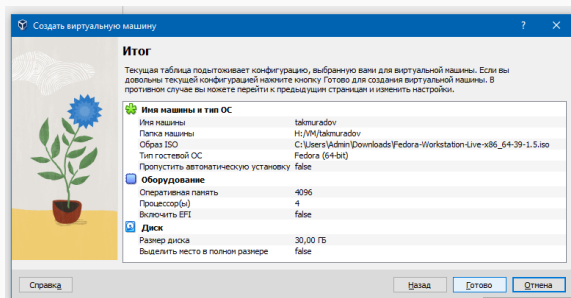 Создать виртуальную машину
Итог
Текущая таблица подытоживает конфигурацию, выбранную вами для виртуальной машины. Если вы
довольны текущей конфигурацией нажмите кнопку Готово для создания виртуальной машины. В
противном случае вы можете перейти к предыдущим страницам и изменить настройки.
Имя машины и тип ОС
Имя машины takmuradov
Папка машины H:/VM/takmuradov
Образ ISO C:\Users\Admin\Downloads\Fedora-Workstation-Live-x86_64-39-1.5.iso
Тип гостевой ОС Fedora (64-bit)
Пропустить автоматическую установку false
Оборудование
Оперативная память 4096
Процессор(ы) 4
Включить EFI false
Диск
Размер диска 30,00 ГБ
Выделить место в полном размере false
Справка Назад Готово Отмена